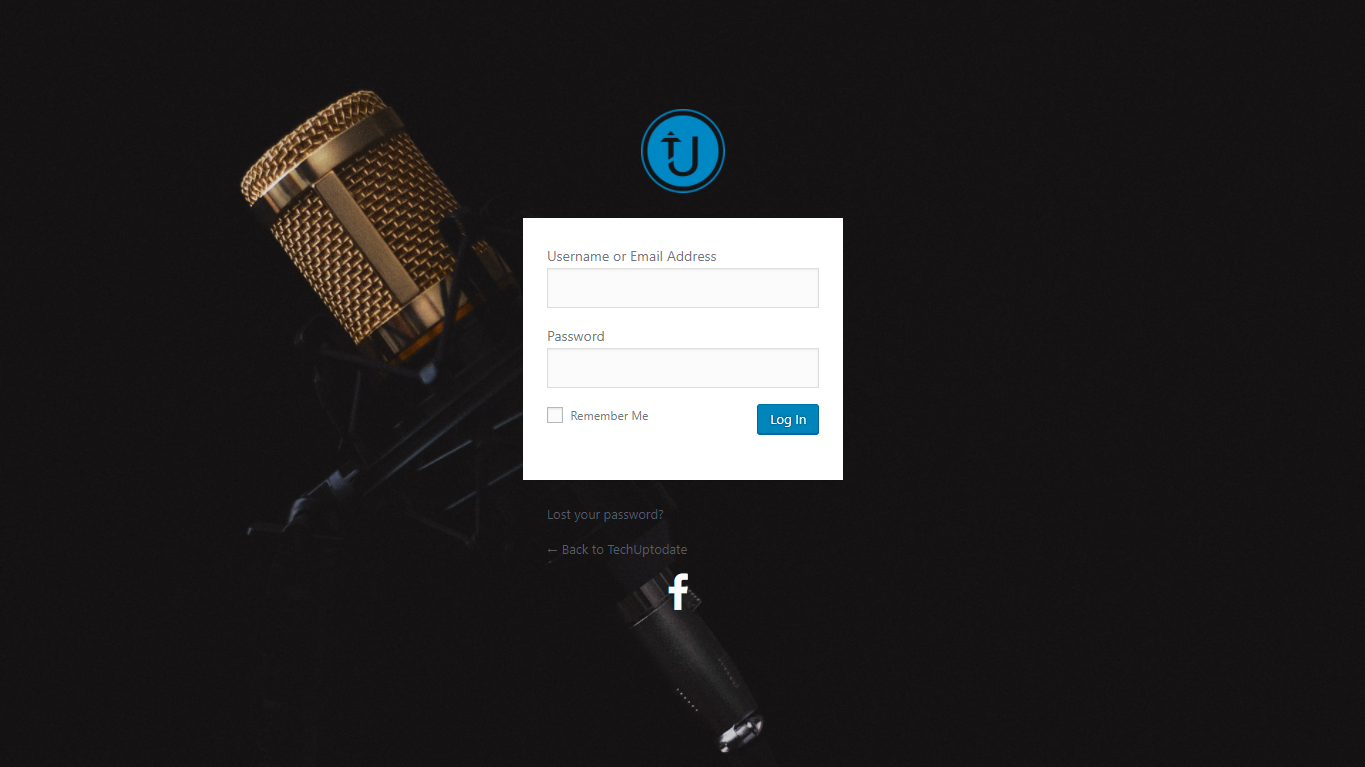 Username or Email Address
Password
Remember Me
Log In
Lost your password?
← Back to TechUptodate